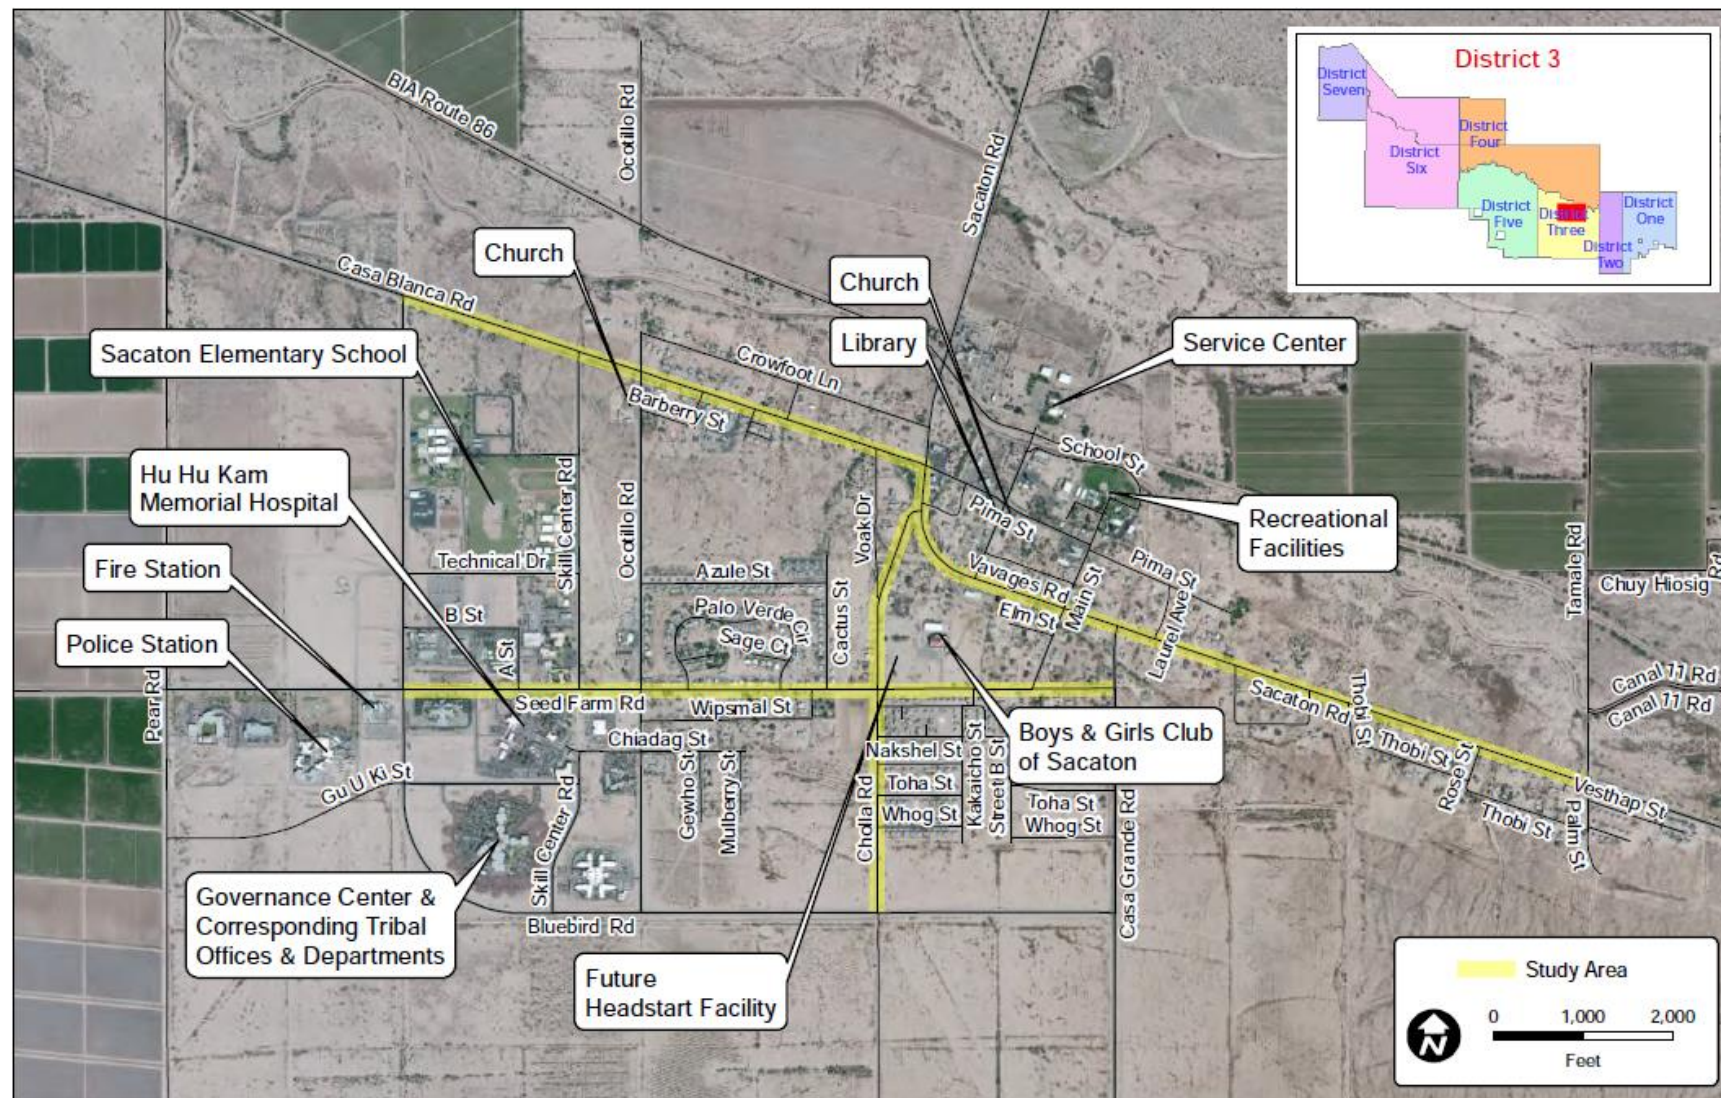 District 3
District
Seven
District
Four
District
Six
District
Five
District
Three
District
One
District
Two
BIA Route 86
Ocotillo Rd
Sacaton Rd
Casa Blanca Rd
Church
Church
Library
Service Center
Sacaton Elementary School
Crowfoot Ln
Barberry St
School St
Hu Hu Kam
Memorial Hospital
Skill Center Rd
Ocotillo Rd
Voak Dr
Pima St
Recreational
Facilities
Fire Station
Technical Dr
Azule St
Vavages Rd
Pima St
Tamale Rd
Chuy Hiosig
Rd
B St
Palo Verde
Cir
Sage Ct
Cactus St
Elm St
Main St
Laurel Ave
Police Station
A St
Pear Rd
Seed Farm Rd
Wipsmal St
Sacaton Rd
Thobi St
Canal 11 Rd
Canal 11 Rd
Chiadag St
Nakshel St
Kakaicho St
Street B St
Boys & Girls Club
of Sacaton
Thobi St
Rose St
Gu U Ki St
Gewho St
Mulberry St
Toha St
Toha St
Vesthap St
Whog St
Whog St
Thobi St
Palm St
Skill Center Rd
Cholla Rd
Casa Grande Rd
Governance Center &
Corresponding Tribal
Offices & Departments
Bluebird Rd
Future
Headstart Facility
Study Area
0 1,000 2,000
Feet
N